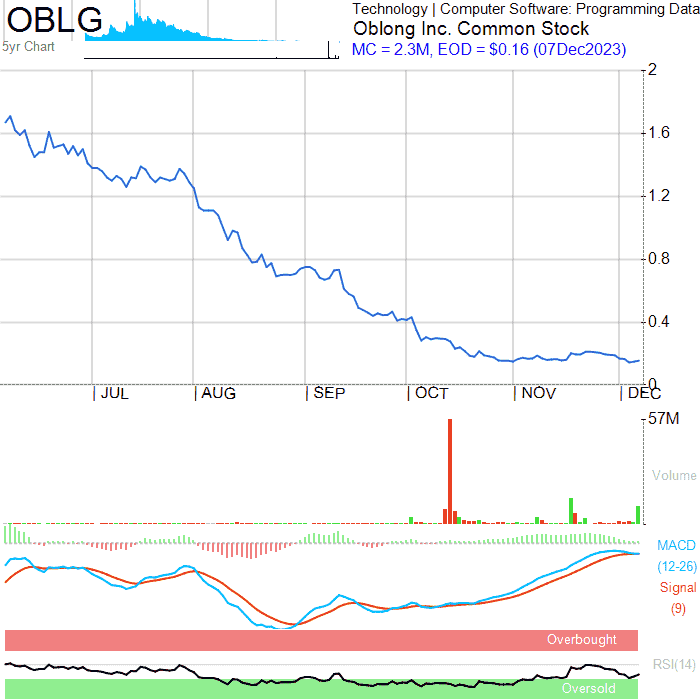 OBLG
Technology | Computer Software: Programming Data
Oblong Inc. Common Stock
5yr Chart
MC = 2.3M, EOD = $0.16 (07Dec2023)
2
1.6
1.2
0.8
0.4
0
JUL AUG SEP OCT NOV DEC
57M
Volume
MACD
(12-26)
Signal
(9)
Overbought
RSI(14)
Oversold